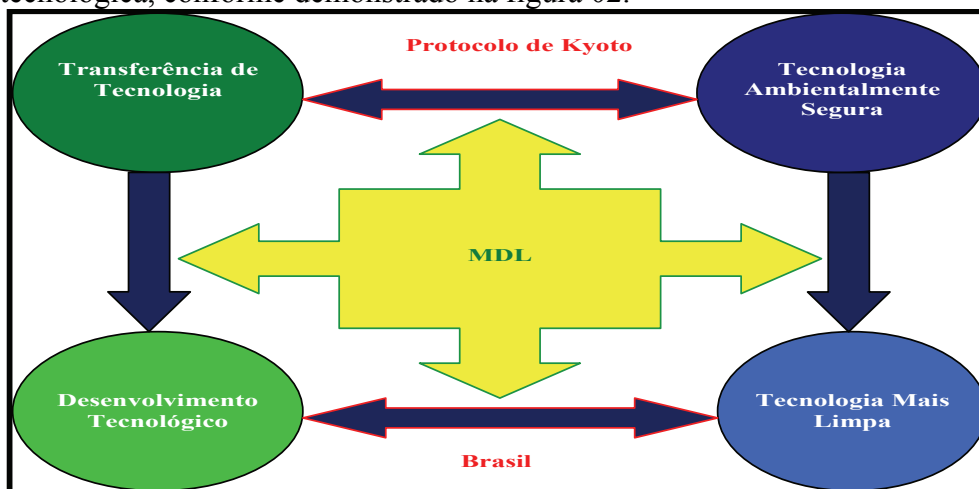 tecnológica, conforme demonstrado na figura 02.
Protocolo de Kyoto
Transferência de
Tecnologia
Tecnologia
Ambientalmente
Segura
MDL
Desenvolvimento
Tecnológico
Tecnologia Mais
Limpa
Brasil